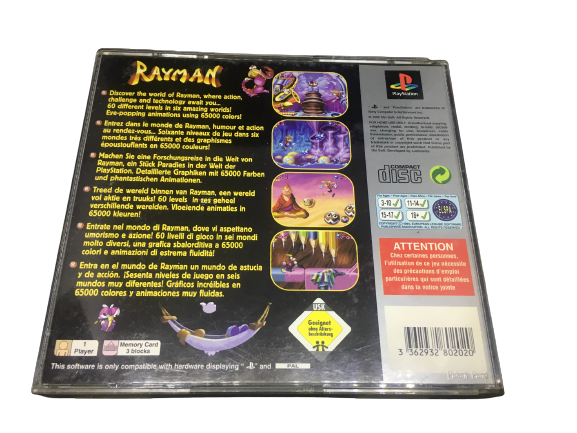 RAYMAN
Discover the world of Rayman, where action,
challenge and technology await you...
60 different levels in six amazing worlds!
Eye-popping animations using 65000 colors!
Entrez dans le monde de Rayman, humour et action
au rendez-vous... Soixante niveaux de jeu dans six
mondes très différents et des graphismes
époustouflants en 65000 couleurs!
Machen Sie eine Forschungsreise in die Welt von
Rayman, ein Stück Paradies in der Welt der
PlayStation. Detaillierte Graphiken mit 65000 Farben
und phantastischen Animationen.
Treed de wereld binnen van Rayman, een wereld
vol aktie en truuks! 60 levels in zes geheel
verschillende werelden. Vloeiende animaties in
65000 kleuren!
Entrate nel mondo di Rayman, dove vi aspettano
umorismo e azione! 60 livelli di gioco in sei mondi
molto diversi, una grafica sbalorditiva a 65000
colori e animazioni di estrema fluidità!
Entra en el mundo de Rayman un mundo de astucia
y de acción. ¡Sesenta niveles de juego en seis
mundos muy diferentes! Gráficos increíbles en
65000 colores y animaciones muy fluidas.
1
Player
Memory Card
3 blocks
This software is only compatible with hardware displaying " " and PAL
USK
Geeignet
ohne Alters-
beschränkung
PlayStation
COMPACT
disc
3-10
11-14
15-17
18+
ELSPA
ATTENTION
Chez certaines personnes,
l'utilisation de ce jeu nécessite
des précautions d'emploi
particulières qui sont détaillées
dans la notice jointe
3 362932 802020